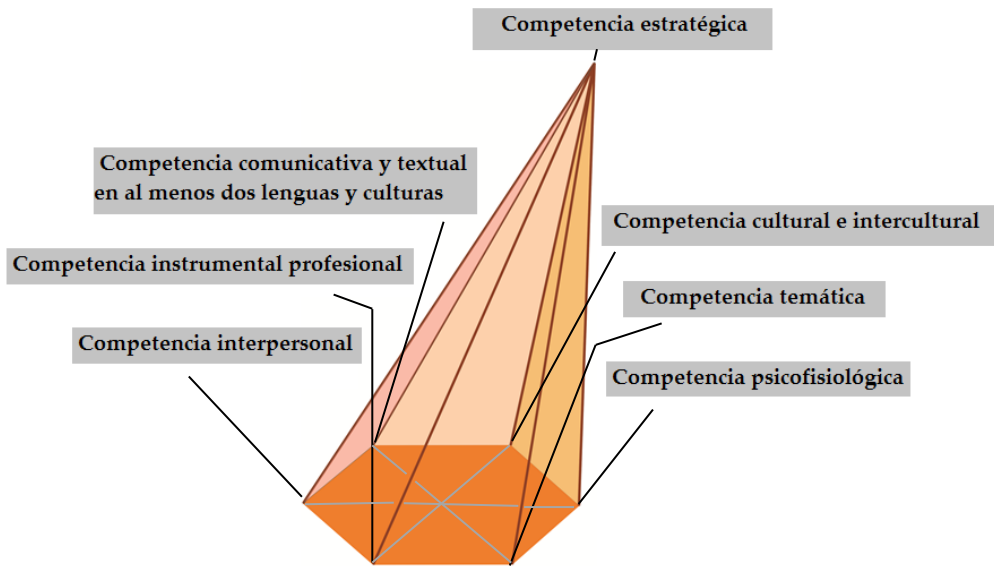 Competencia estratégica
Competencia comunicativa y textual
en al menos dos lenguas y culturas
Competencia cultural e intercultural
Competencia instrumental profesional
Competencia temática
Competencia interpersonal
Competencia psicofisiológica